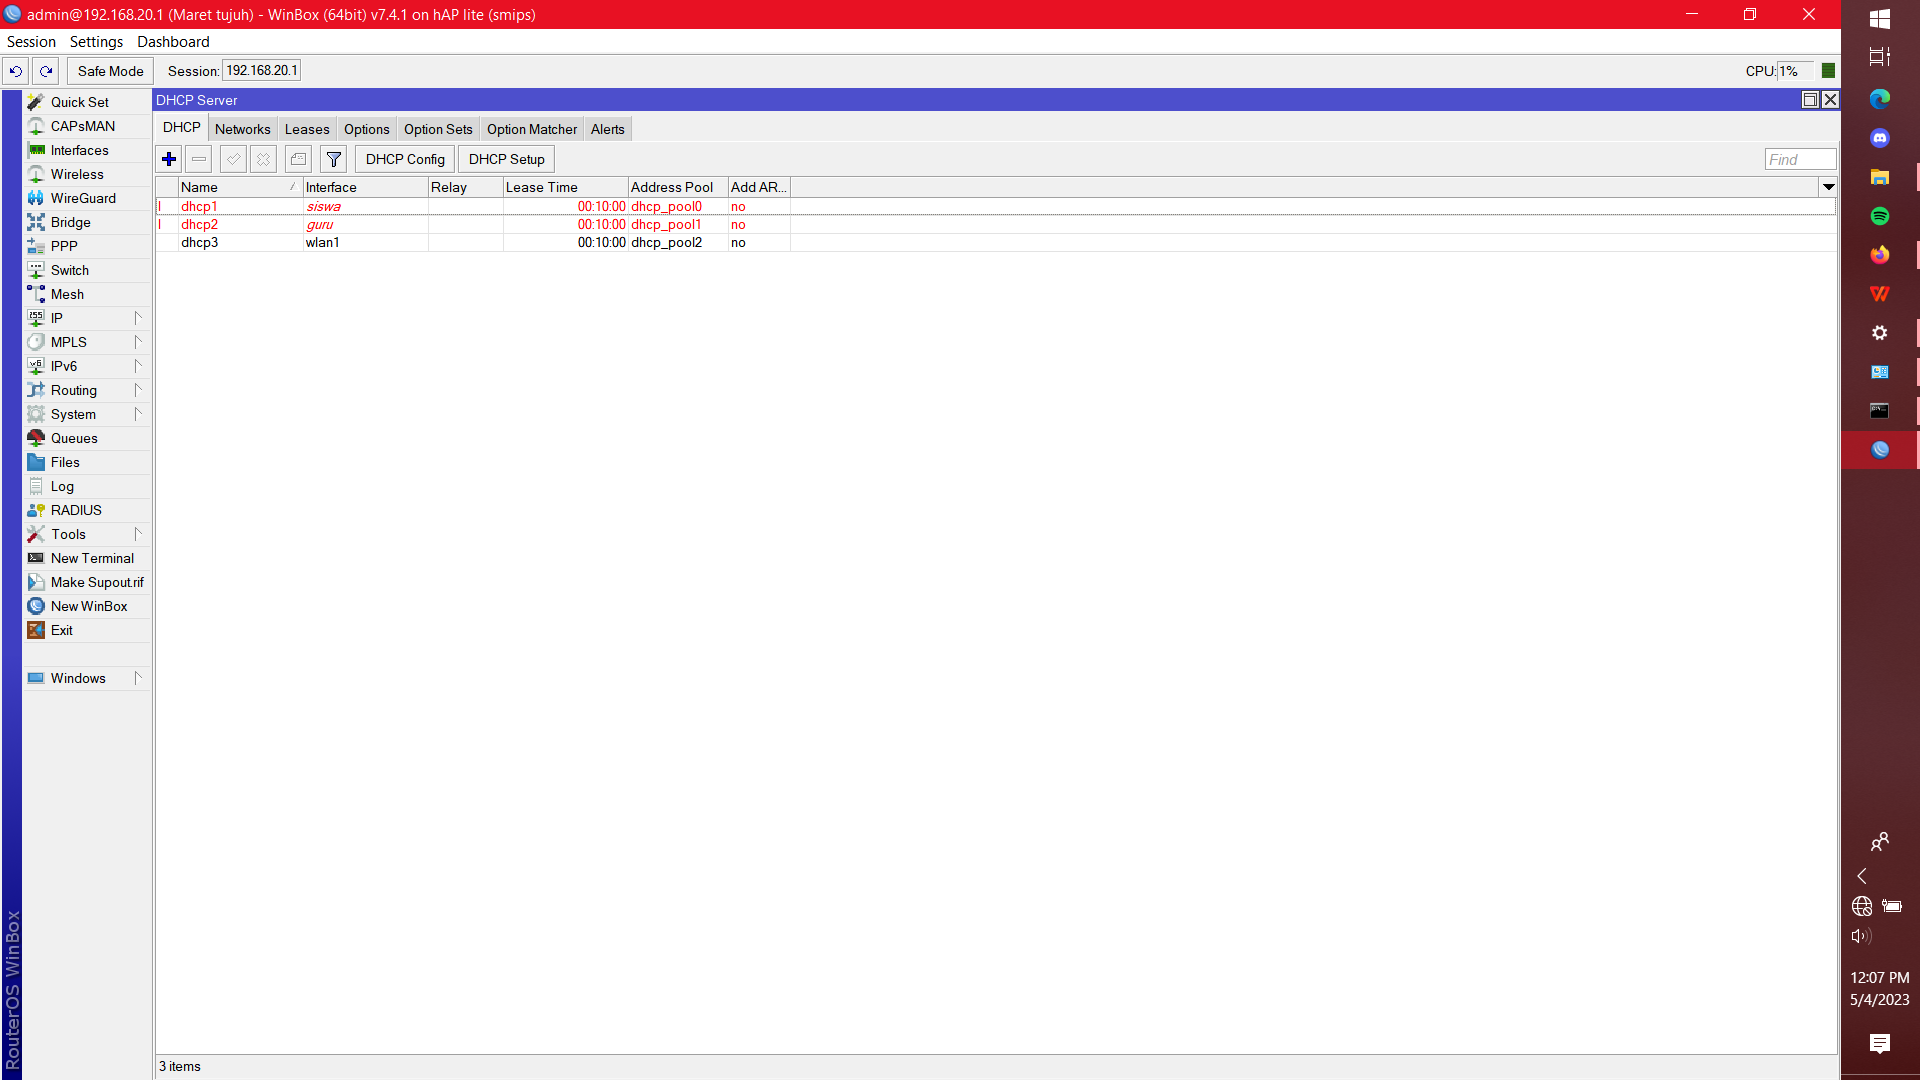 admin@192.168.20.1 (Maret tujuh) - WinBox (64bit) v7.4.1 on hAP lite (smips)
Session Settings Dashboard
Safe Mode Session: 192.168.20.1 CPU: 1%
Quick Set
CAPsMAN
Interfaces
Wireless
WireGuard
Bridge
PPP
Switch
Mesh
IP
MPLS
IPv6
Routing
System
Queues
Files
Log
RADIUS
Tools
New Terminal
Make Supout.rif
New WinBox
Exit
Windows
RouterOS WinBox
DHCP Server
DHCP Networks Leases Options Option Sets Option Matcher Alerts
DHCP Config DHCP Setup Find
Name Interface Relay Lease Time Address Pool Add AR...
I dhcp1 siswa 00:10:00 dhcp_pool0 no
I dhcp2 guru 00:10:00 dhcp_pool1 no
dhcp3 wlan1 00:10:00 dhcp_pool2 no
3 items
12:07 PM
5/4/2023